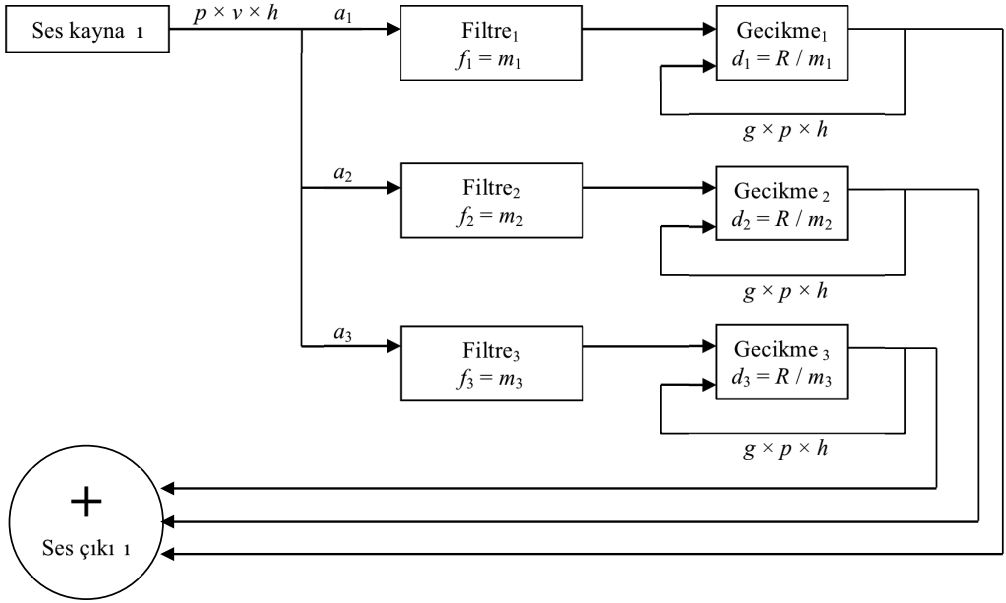 Ses kayna ı
p × v × h
a₁
Filtre₁
f₁ = m₁
Gecikme₁
d₁ = R / m₁
g × p × h
a₂
Filtre₂
f₂ = m₂
Gecikme ₂
d₂ = R / m₂
g × p × h
a₃
Filtre₃
f₃ = m₃
Gecikme ₃
d₃ = R / m₃
g × p × h
+
Ses çıkı ı